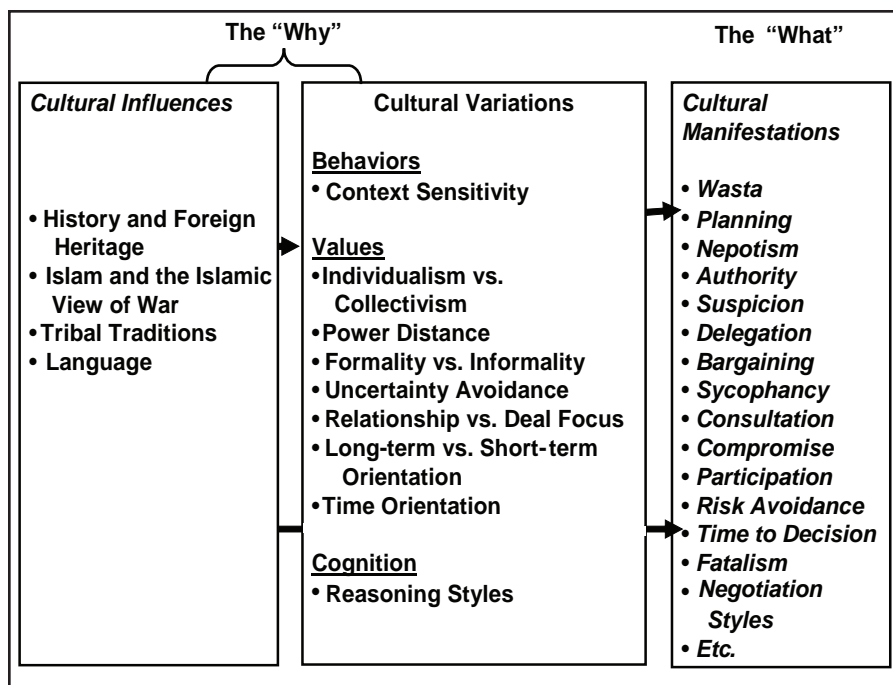 The “Why”
The “What”
Cultural Influences
• History and Foreign
Heritage
• Islam and the Islamic
View of War
• Tribal Traditions
• Language
Cultural Variations
Behaviors
• Context Sensitivity
Values
• Individualism vs.
Collectivism
• Power Distance
• Formality vs. Informality
• Uncertainty Avoidance
• Relationship vs. Deal Focus
• Long-term vs. Short-term
Orientation
• Time Orientation
Cognition
• Reasoning Styles
Cultural
Manifestations
• Wasta
• Planning
• Nepotism
• Authority
• Suspicion
• Delegation
• Bargaining
• Sycophancy
• Consultation
• Compromise
• Participation
• Risk Avoidance
• Time to Decision
• Fatalism
• Negotiation
Styles
• Etc.